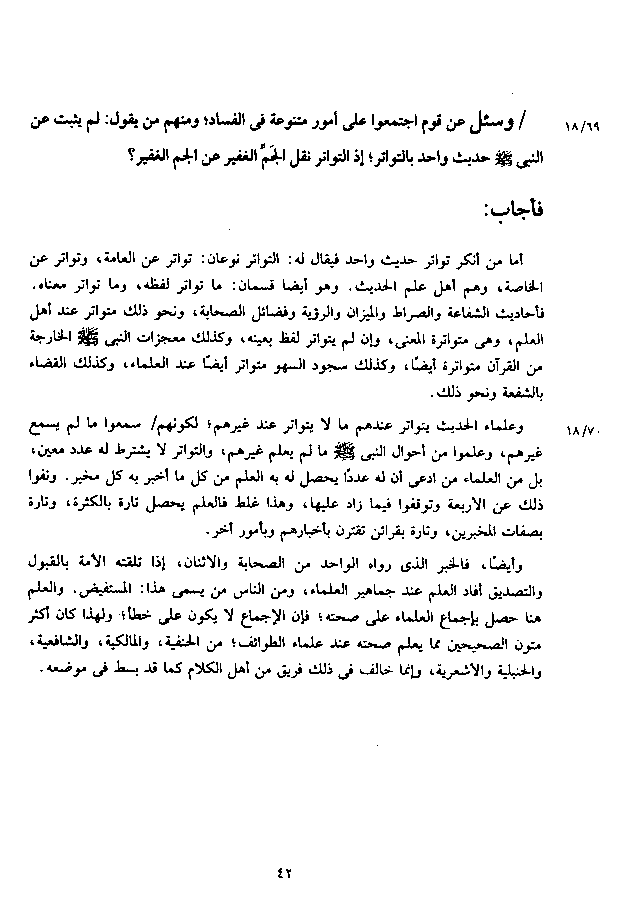 ١٨/٦٩ / وسئل عن قوم اجتمعوا على أمور متنوعة فى الفساد؛ ومنهم من يقول: لم يثبت عن
النبى ﷺ حديث واحد بالتواتر؛ إذ التواتر نقل الجَمُّ الغفير عن الجم الغفير؟
فأجاب:
أما من أنكر تواتر حديث واحد فيقال له: التواتر نوعان: تواتر عن العامة، وتواتر عن
الخاصة، وهم أهل علم الحديث. وهو أيضا قسمان: ما تواتر لفظه، وما تواتر معناه.
فأحاديث الشفاعة والصراط والميزان والرؤية وفضائل الصحابة، ونحو ذلك متواتر عند أهل
العلم، وهى متواترة المعنى، وإن لم يتواتر لفظ بعينه، وكذلك معجزات النبى ﷺ الخارجة
من القرآن متواترة أيضًا، وكذلك سجود السهو متواتر أيضًا عند العلماء، وكذلك القضاء
بالشفعة ونحو ذلك.
١٨/٧٠ وعلماء الحديث يتواتر عندهم ما لا يتواتر عند غيرهم؛ لكونهم/ سمعوا ما لم يسمع
غيرهم، وعلموا من أحوال النبى ﷺ ما لم يعلم غيرهم، والتواتر لا يشترط له عدد معين،
بل من العلماء من ادعى أن له عددًا يحصل له به العلم من كل ما أخبر به كل مخبر. ونفوا
ذلك عن الأربعة وتوقفوا فيما زاد عليها، وهذا غلط فالعلم يحصل تارة بالكثرة، وتارة
بصفات المخبرين، وتارة بقرائن تقترن بأخبارهم وبأمور أخر.
وأيضًا، فالخبر الذى رواه الواحد من الصحابة والاثنان، إذا تلقته الأمة بالقبول
والتصديق أفاد العلم عند جماهير العلماء، ومن الناس من يسمى هذا: المستفيض. والعلم
هنا حصل بإجماع العلماء على صحته؛ فإن الإجماع لا يكون على خطأ؛ ولهذا كان أكثر
متون الصحيحين مما يعلم صحته عند علماء الطوائف؛ من الحنفية، والمالكية، والشافعية،
والحنبلية والأشعرية، وإنما خالف فى ذلك فريق من أهل الكلام كما قد بسط فى موضعه.
٤٢